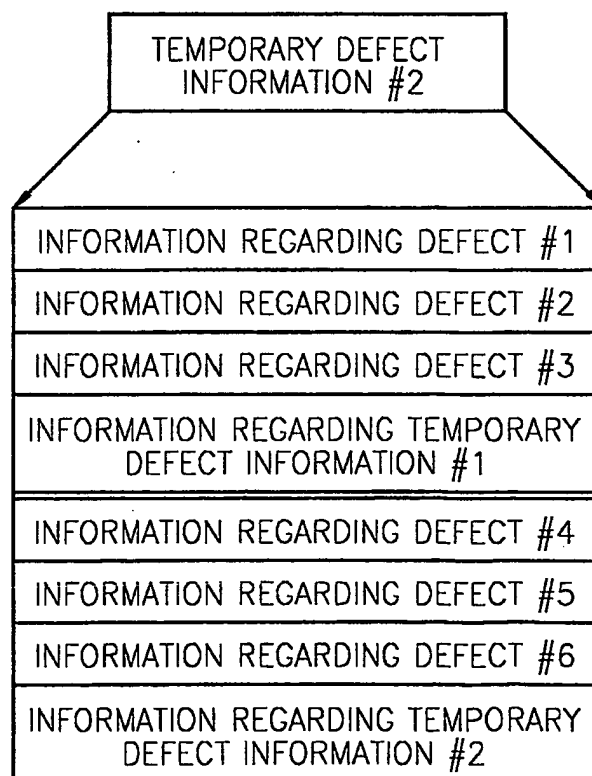 TEMPORARY DEFECT
INFORMATION #2
INFORMATION REGARDING DEFECT #1
INFORMATION REGARDING DEFECT #2
INFORMATION REGARDING DEFECT #3
INFORMATION REGARDING TEMPORARY
DEFECT INFORMATION #1
INFORMATION REGARDING DEFECT #4
INFORMATION REGARDING DEFECT #5
INFORMATION REGARDING DEFECT #6
INFORMATION REGARDING TEMPORARY
DEFECT INFORMATION #2